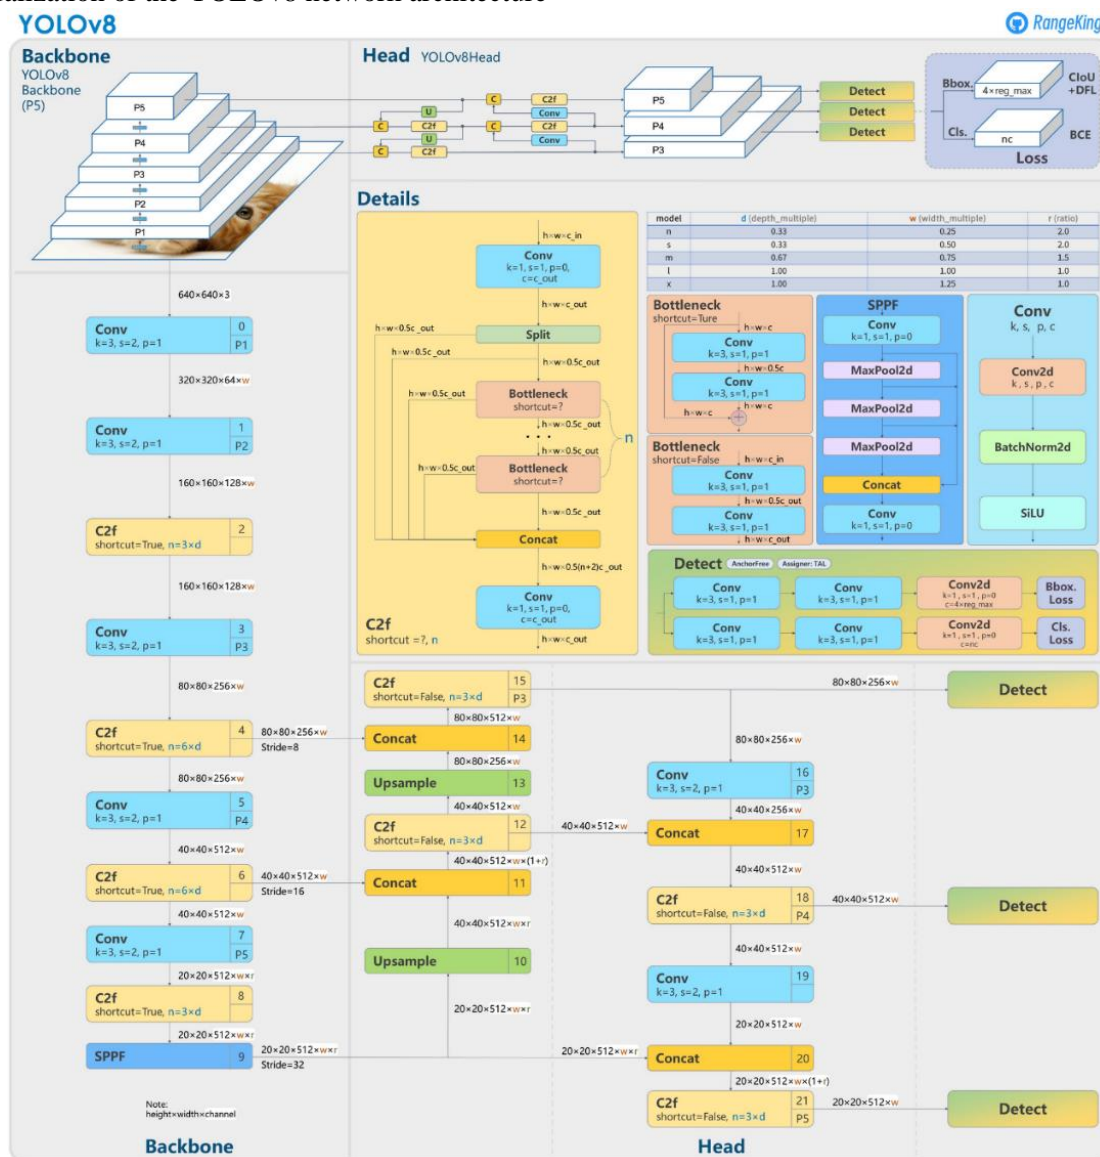 alization of the YOLOv8 network architecture
YOLOv8
RangeKing
Backbone
YOLOv8
Backbone
(P5)
P5
P4
P3
P2
P1
Head YOLOv8Head
C
C2f
U
Conv
C
C2f
C
C2f
U
Conv
C
C2f
P5
P4
P3
Detect
Detect
Detect
Bbox.
4×reg_max
CIoU
+DFL
Cls.
nc
BCE
Loss
Details
h×w×c_in
Conv
k=1, s=1, p=0,
c=c_out
h×w×c_out
h×w×0.5c_out
Split
h×w×0.5c_out
h×w×0.5c_out
h×w×0.5c_out
Bottleneck
shortcut=?
h×w×0.5c_out
...
h×w×0.5c_out
n
h×w×0.5c_out
Bottleneck
shortcut=?
h×w×0.5c_out
Concat
h×w×0.5(n+2)c_out
Conv
k=1, s=1, p=0,
c=c_out
C2f
shortcut =?, n
h×w×c_out
model d (depth_multiple) w (width_multiple) r (ratio)
n 0.33 0.25 2.0
s 0.33 0.50 2.0
m 0.67 0.75 1.5
l 1.00 1.00 1.0
x 1.00 1.25 1.0
Bottleneck
shortcut=Ture
h×w×c
Conv
k=3, s=1, p=1
h×w×0.5c
Conv
k=3, s=1, p=1
h×w×c
h×w×c
+
Bottleneck
shortcut=False
h×w×c_in
Conv
k=3, s=1, p=1
h×w×0.5c_out
Conv
k=3, s=1, p=1
h×w×c_out
SPPF
Conv
k=1, s=1, p=0
MaxPool2d
MaxPool2d
MaxPool2d
Concat
Conv
k=1, s=1, p=0
Conv
k, s, p, c
Conv2d
k, s, p, c
BatchNorm2d
SiLU
Detect AnchorFree Assigner: TAL
Conv
k=3, s=1, p=1
Conv
k=3, s=1, p=1
Conv2d
k=1, s=1, p=0
c=4×reg_max
Bbox.
Loss
Conv
k=3, s=1, p=1
Conv
k=3, s=1, p=1
Conv2d
k=1, s=1, p=0
c=nc
Cls.
Loss
640×640×3
Conv 0
k=3, s=2, p=1 P1
320×320×64×w
Conv 1
k=3, s=2, p=1 P2
160×160×128×w
C2f 2
shortcut=True, n=3×d
160×160×128×w
Conv 3
k=3, s=2, p=1 P3
80×80×256×w
C2f 4
shortcut=True, n=6×d
80×80×256×w
Stride=8
80×80×256×w
Conv 5
k=3, s=2, p=1 P4
40×40×512×w
C2f 6
shortcut=True, n=6×d
40×40×512×w
Stride=16
40×40×512×w
Conv 7
k=3, s=2, p=1 P5
20×20×512×w×r
C2f 8
shortcut=True, n=3×d
20×20×512×w×r
SPPF 9
20×20×512×w×r
Stride=32
Note:
height×width×channel
Backbone
C2f 15
shortcut=False, n=3×d P3
80×80×512×w
Concat 14
80×80×256×w
Upsample 13
40×40×512×w
C2f 12
shortcut=False, n=3×d
40×40×512×w
40×40×512×w×(1+r)
Concat 11
40×40×512×w×r
Upsample 10
20×20×512×w×r
80×80×256×w
Detect
80×80×256×w
Conv 16
k=3, s=2, p=1 P3
40×40×256×w
Concat 17
40×40×512×w
C2f 18
shortcut=False, n=3×d P4
40×40×512×w
Detect
40×40×512×w
Conv 19
k=3, s=2, p=1
20×20×512×w
20×20×512×w×r
Concat 20
20×20×512×w×(1+r)
C2f 21
shortcut=False, n=3×d P5
20×20×512×w
Detect
Head